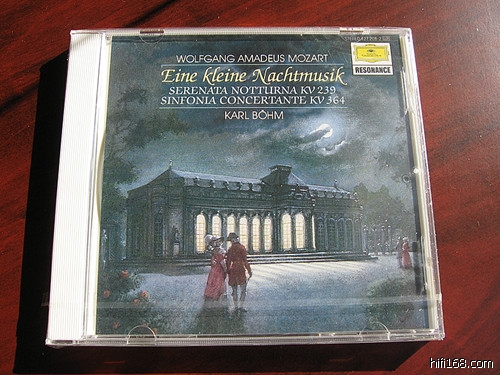 WOLFGANG AMADEUS MOZART
Eine kleine Nachtmusik
SERENATA NOTTURNA KV 239
SINFONIA CONCERTANTE KV 364
KARL BÖHM
RESONANCE
hifi168.com